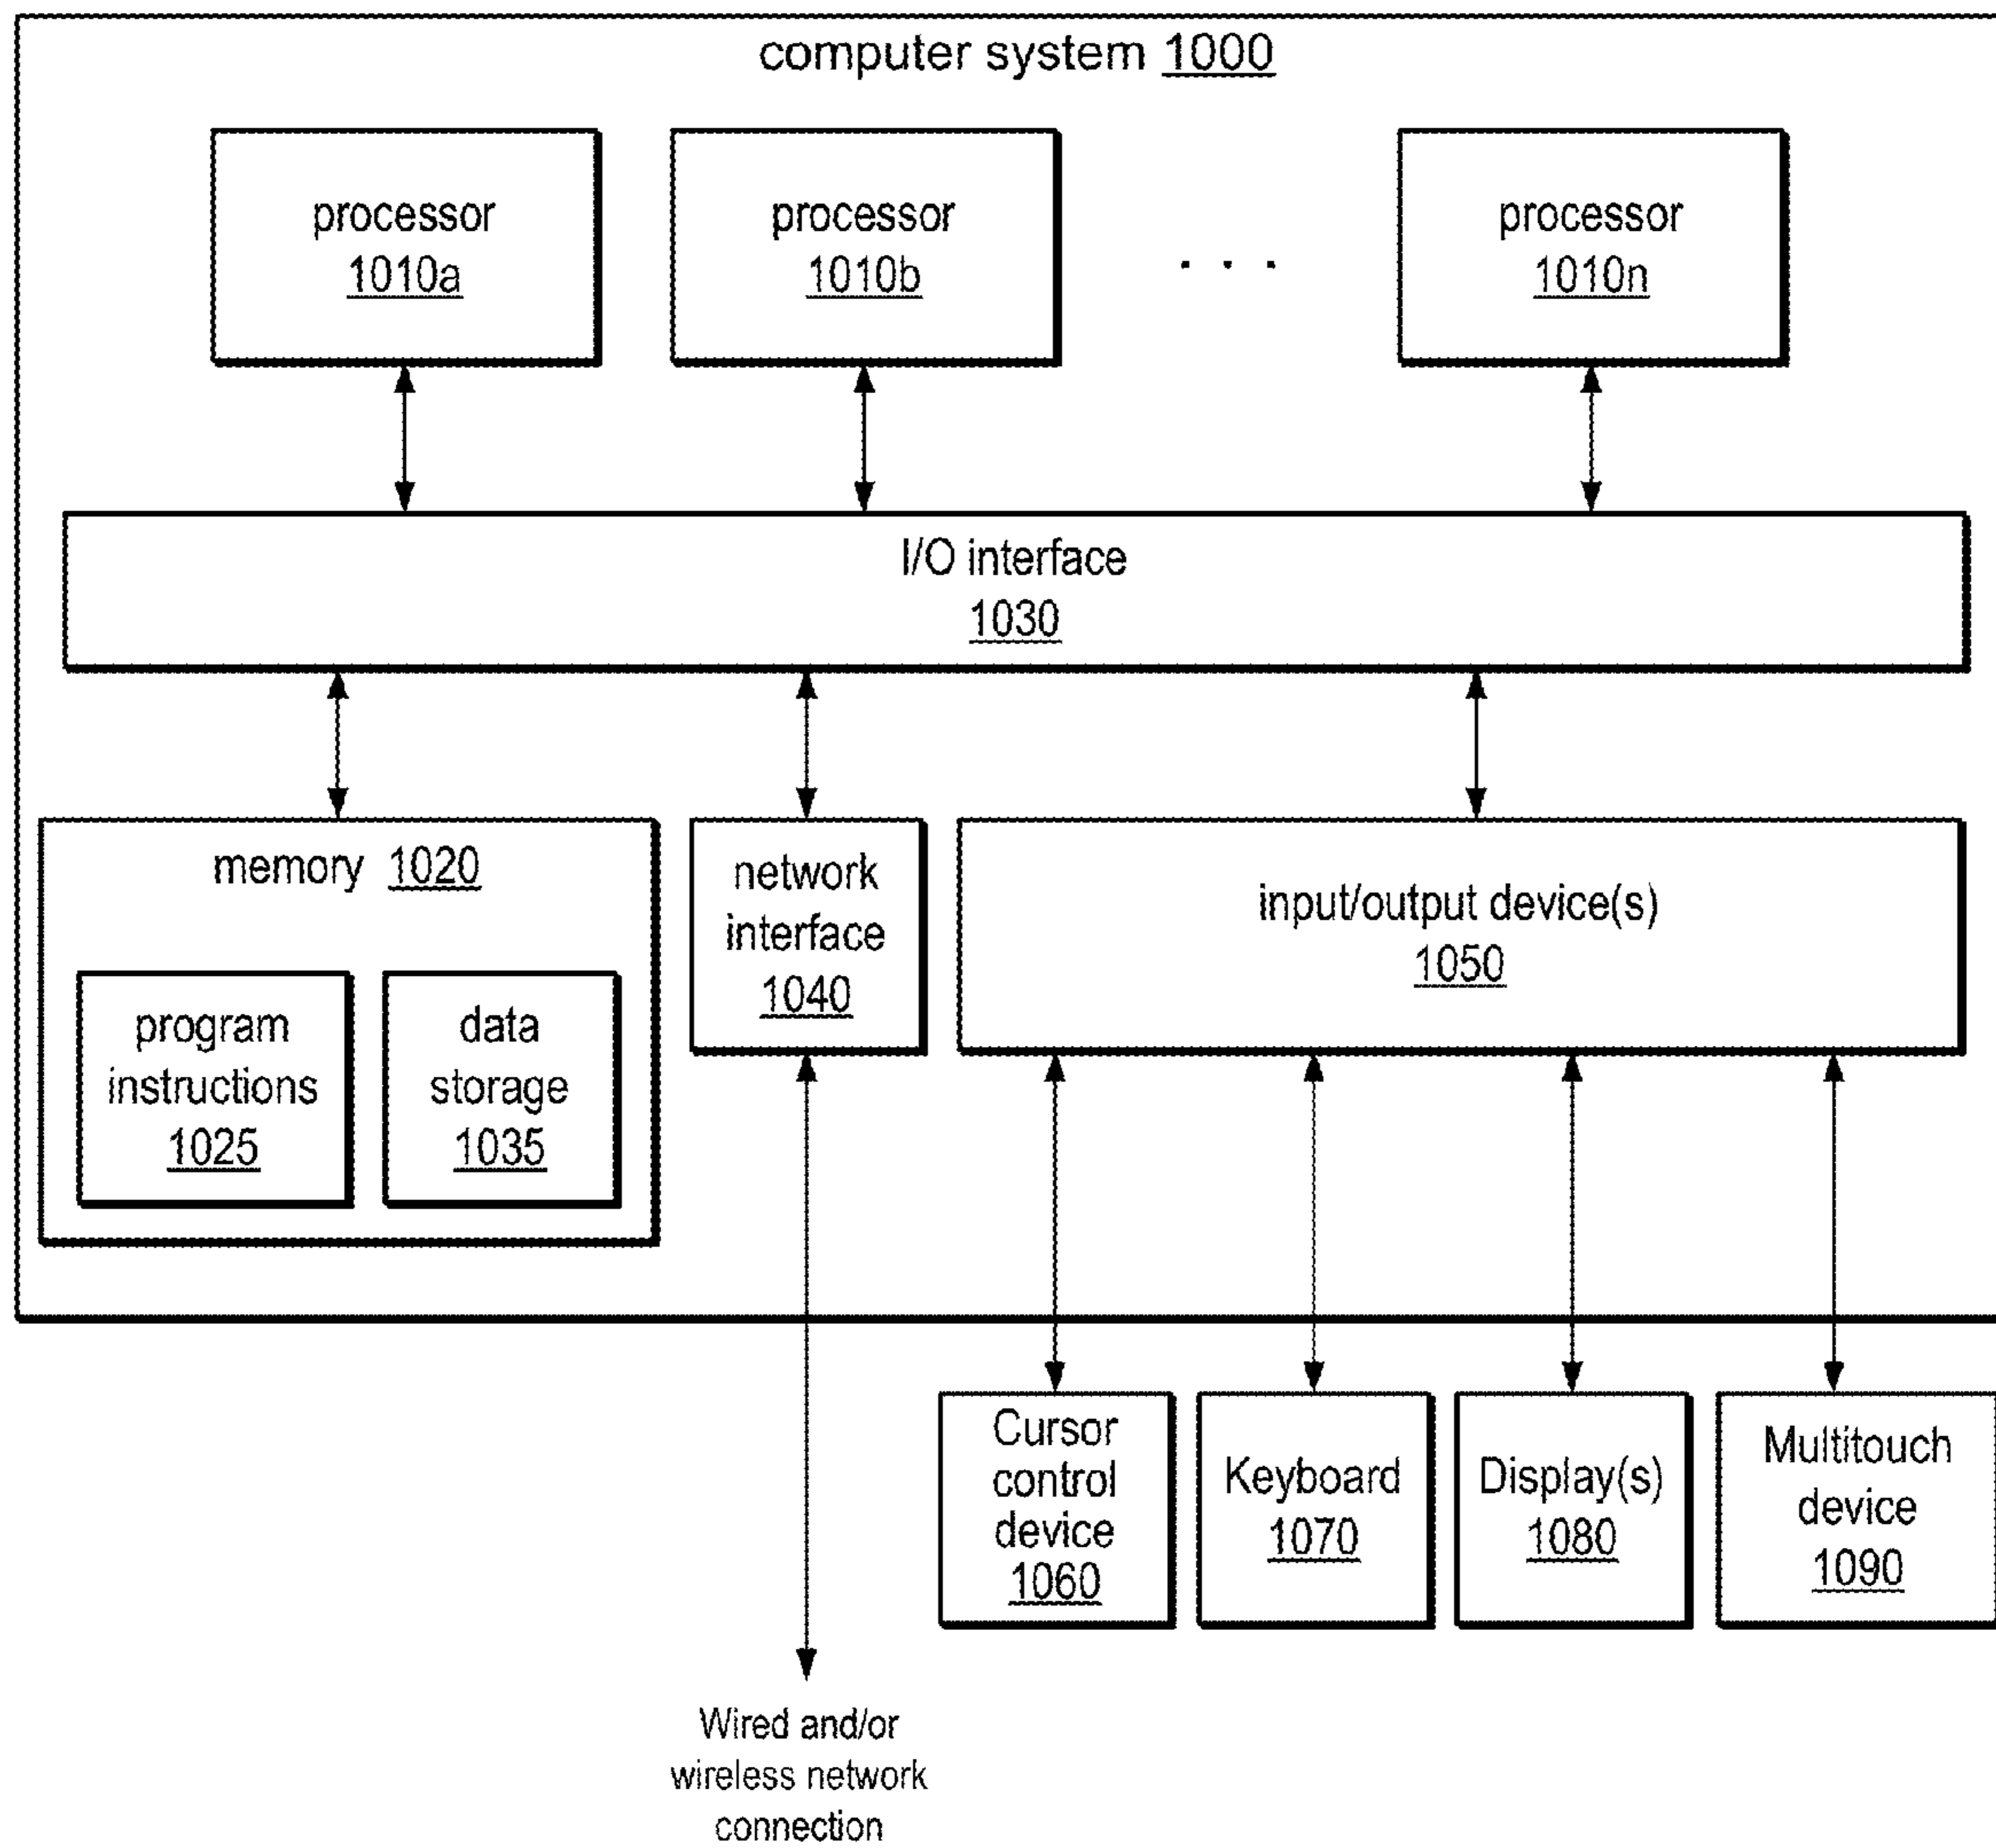 computer system 1000
processor
1010a
processor
1010b
. . .
processor
1010n
I/O interface
1030
memory 1020
program
instructions
1025
data
storage
1035
network
interface
1040
input/output device(s)
1050
Cursor
control
device
1060
Keyboard
1070
Display(s)
1080
Multitouch
device
1090
Wired and/or
wireless network
connection